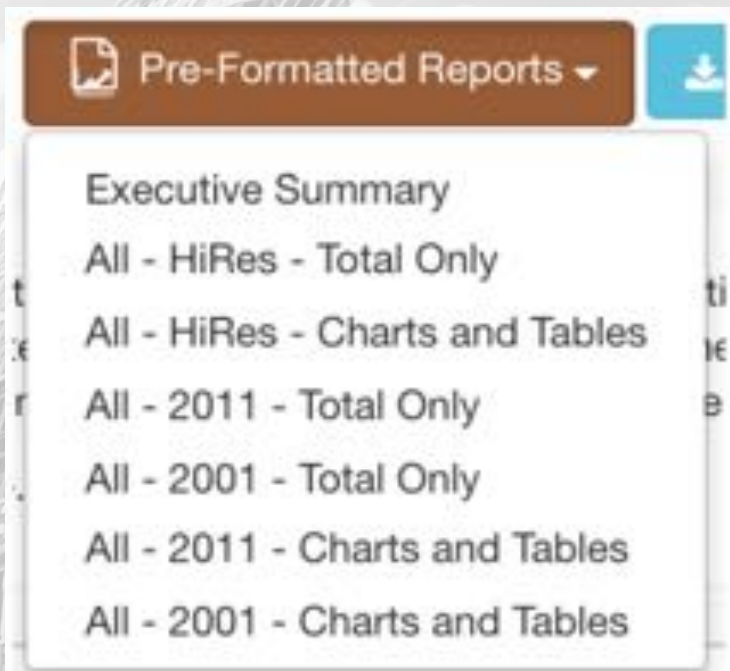 Pre-Formatted Reports
Executive Summary
All - HiRes - Total Only
All - HiRes - Charts and Tables
All - 2011 - Total Only
All - 2001 - Total Only
All - 2011 - Charts and Tables
All - 2001 - Charts and Tables